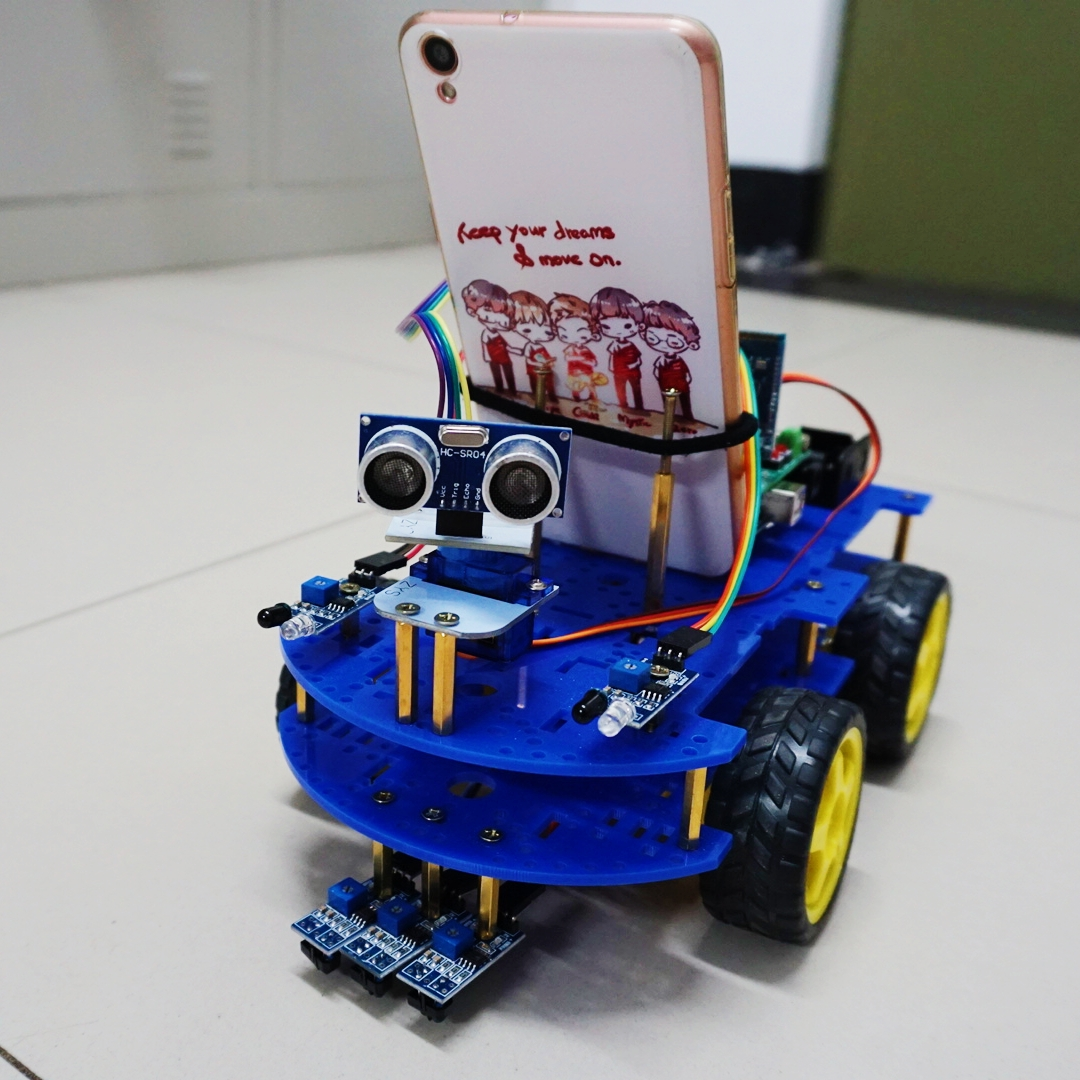 Keep your dreams
& move on.
HC-SR04
Vcc
Trig
Echo
Gnd